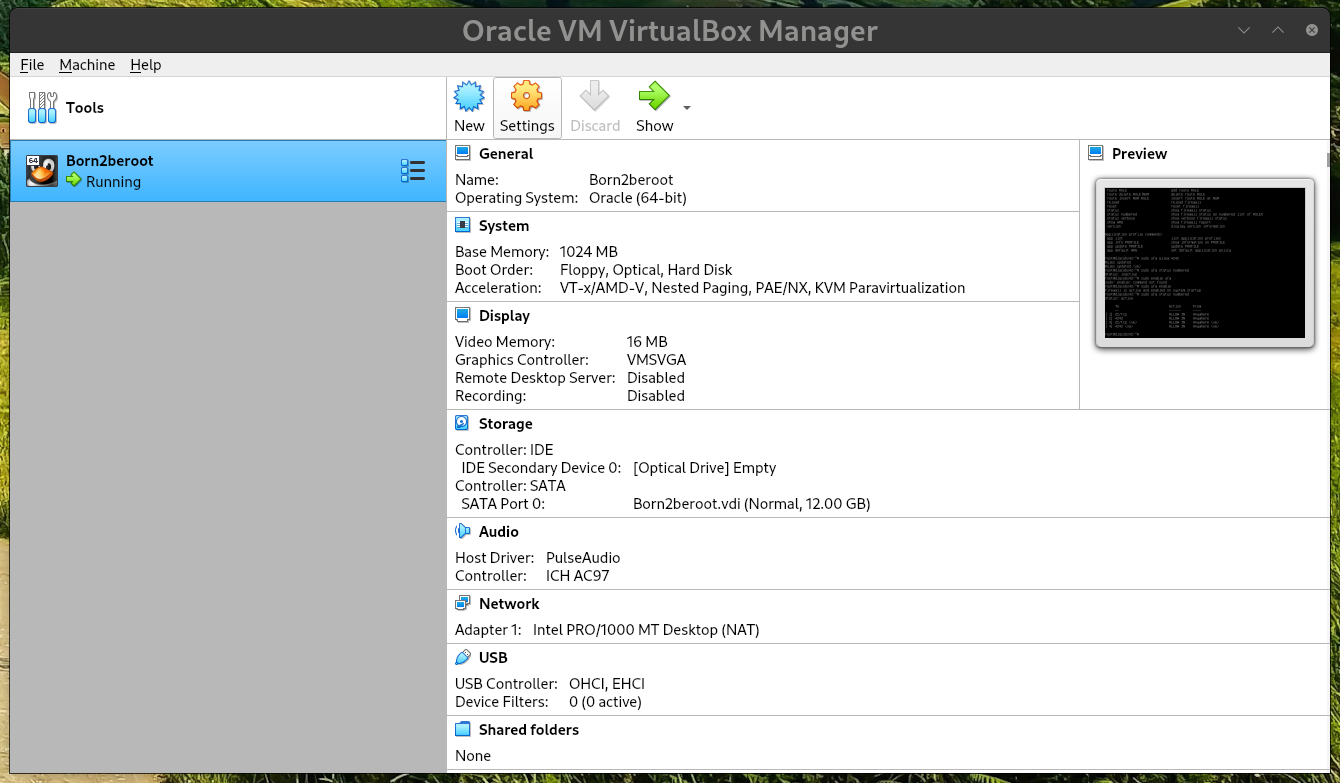 Oracle VM VirtualBox Manager
File Machine Help
Tools
New Settings Discard Show
64
Born2beroot
Running
General
Name: Born2beroot
Operating System: Oracle (64-bit)
System
Base Memory: 1024 MB
Boot Order: Floppy, Optical, Hard Disk
Acceleration: VT-x/AMD-V, Nested Paging, PAE/NX, KVM Paravirtualization
Display
Video Memory: 16 MB
Graphics Controller: VMSVGA
Remote Desktop Server: Disabled
Recording: Disabled
Preview
Storage
Controller: IDE
IDE Secondary Device 0: [Optical Drive] Empty
Controller: SATA
SATA Port 0: Born2beroot.vdi (Normal, 12.00 GB)
Audio
Host Driver: PulseAudio
Controller: ICH AC97
Network
Adapter 1: Intel PRO/1000 MT Desktop (NAT)
USB
USB Controller: OHCI, EHCI
Device Filters: 0 (0 active)
Shared folders
None